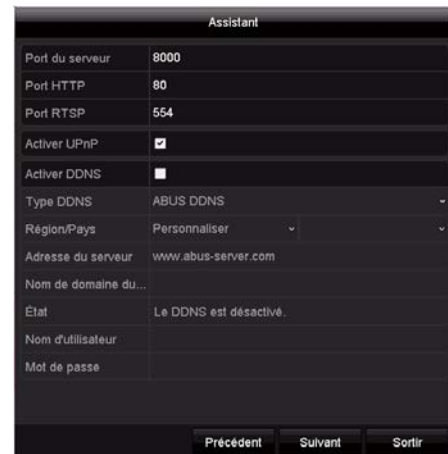 Assistant
Port du serveur 8000
Port HTTP 80
Port RTSP 554
Activer UPnP
Activer DDNS
Type DDNS ABUS DDNS
Région/Pays Personnaliser
Adresse du serveur www.abus-server.com
Nom de domaine du...
État Le DDNS est désactivé.
Nom d'utilisateur
Mot de passe
Précédent Suivant Sortir